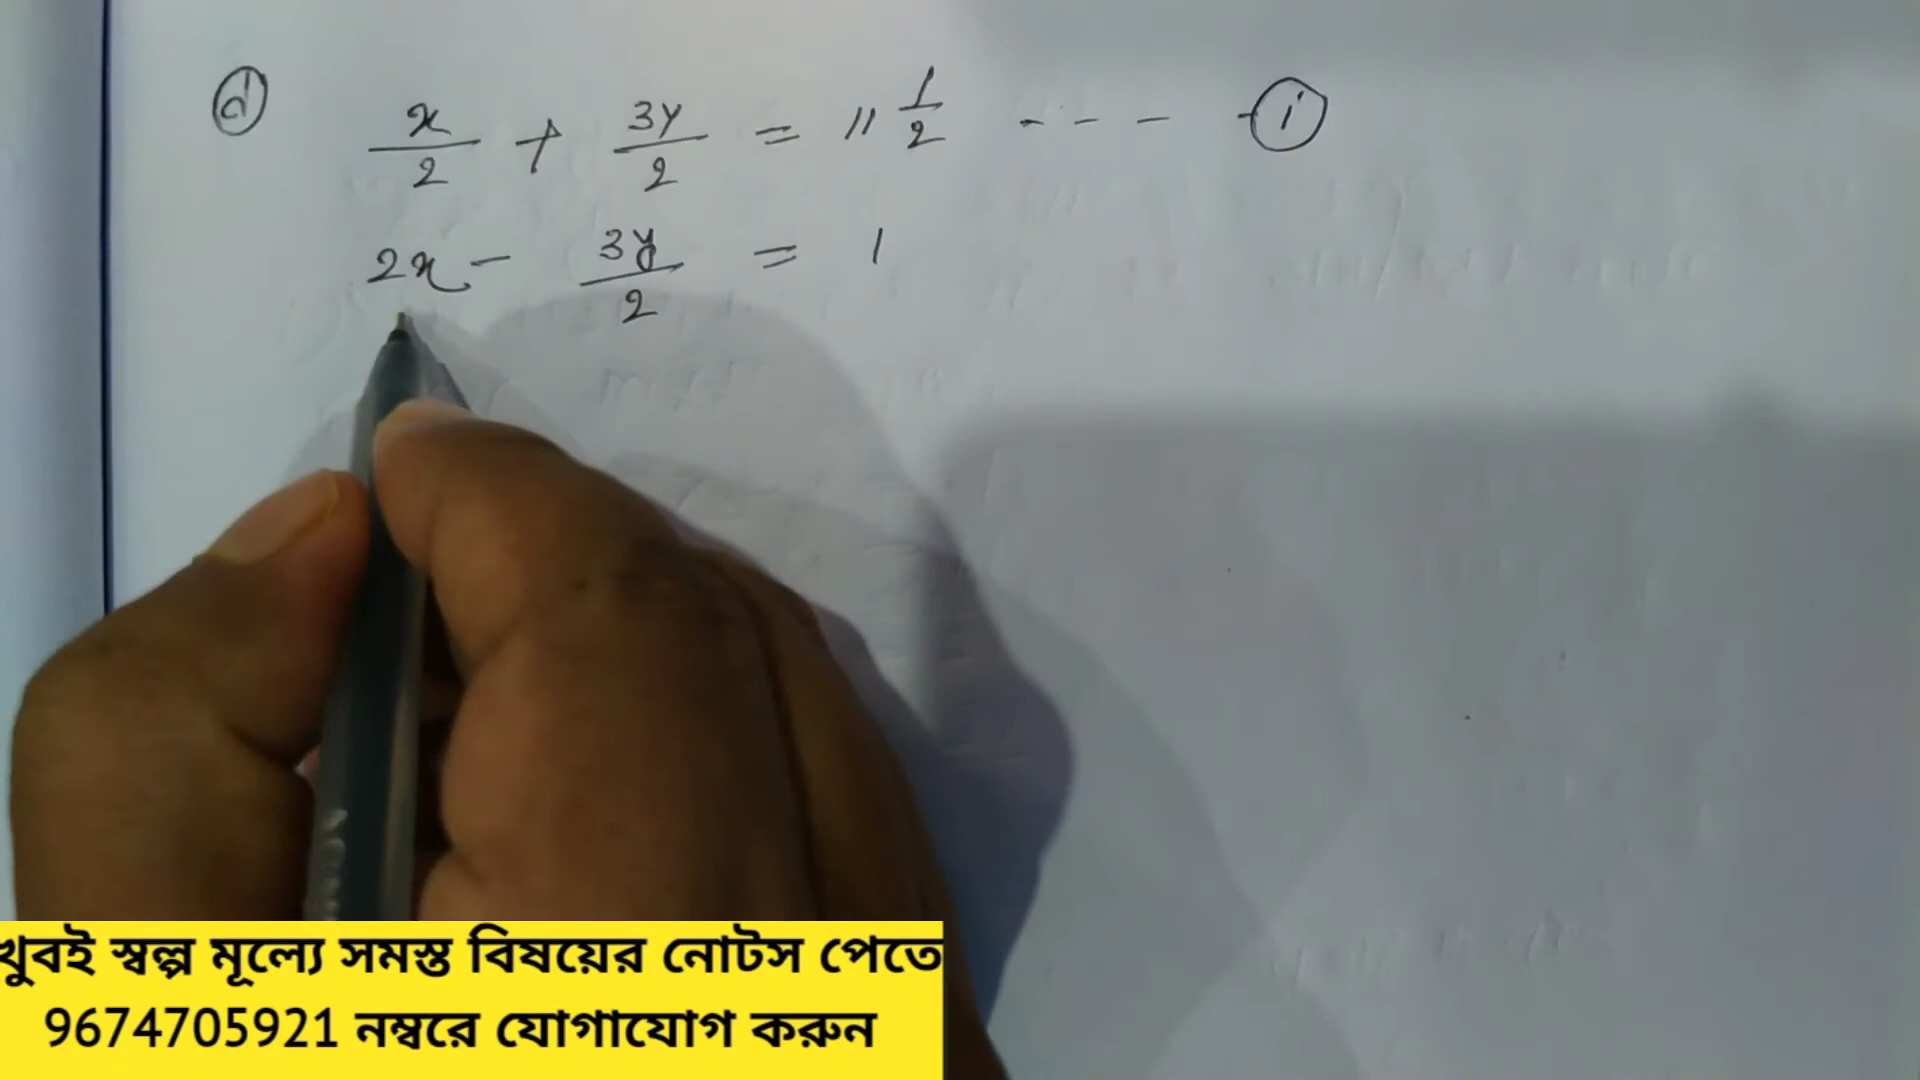 (d) x/2 + 3y/2 = 11 1/2 - - - - (i)
2x - 3y/2 = 1
খুবই স্বল্প মূল্যে সমস্ত বিষয়ের নোটস পেতে
9674705921 নম্বরে যোগাযোগ করুন